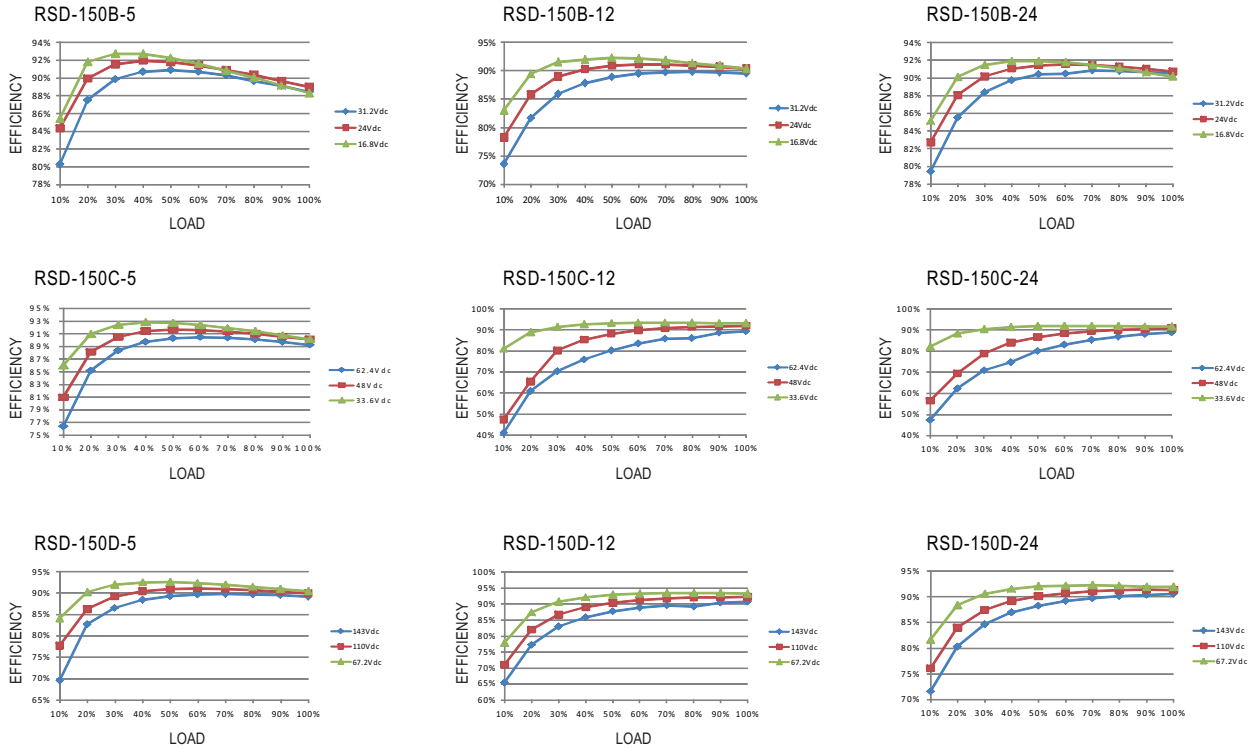 RSD-150B-5
EFFICIENCY
94%
92%
90%
88%
86%
84%
82%
80%
78%
10% 20% 30% 40% 50% 60% 70% 80% 90% 100%
LOAD
31.2Vdc
24Vdc
16.8Vdc
RSD-150B-12
EFFICIENCY
95%
90%
85%
80%
75%
70%
10% 20% 30% 40% 50% 60% 70% 80% 90% 100%
LOAD
31.2Vdc
24Vdc
16.8Vdc
RSD-150B-24
EFFICIENCY
94%
92%
90%
88%
86%
84%
82%
80%
78%
10% 20% 30% 40% 50% 60% 70% 80% 90% 100%
LOAD
31.2Vdc
24Vdc
16.8Vdc
RSD-150C-5
EFFICIENCY
95%
93%
91%
89%
87%
85%
83%
81%
79%
77%
75%
10% 20% 30% 40% 50% 60% 70% 80% 90% 100%
LOAD
62.4Vdc
48Vdc
33.6Vdc
RSD-150C-12
EFFICIENCY
100%
90%
80%
70%
60%
50%
40%
10% 20% 30% 40% 50% 60% 70% 80% 90% 100%
LOAD
62.4Vdc
48Vdc
33.6Vdc
RSD-150C-24
EFFICIENCY
100%
90%
80%
70%
60%
50%
40%
10% 20% 30% 40% 50% 60% 70% 80% 90% 100%
LOAD
62.4Vdc
48Vdc
33.6Vdc
RSD-150D-5
EFFICIENCY
95%
90%
85%
80%
75%
70%
65%
10% 20% 30% 40% 50% 60% 70% 80% 90% 100%
LOAD
143Vdc
110Vdc
67.2Vdc
RSD-150D-12
EFFICIENCY
100%
95%
90%
85%
80%
75%
70%
65%
60%
10% 20% 30% 40% 50% 60% 70% 80% 90% 100%
LOAD
143Vdc
110Vdc
67.2Vdc
RSD-150D-24
EFFICIENCY
95%
90%
85%
80%
75%
70%
10% 20% 30% 40% 50% 60% 70% 80% 90% 100%
LOAD
143Vdc
110Vdc
67.2Vdc